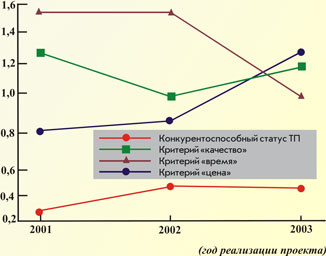 1,6
1,4
1,2
1,0
0,8
0,6
0,4
0,2
Конкурентоспособный статус ТП
Критерий «качество»
Критерий «время»
Критерий «цена»
2001 2002 2003
(год реализации проекта)